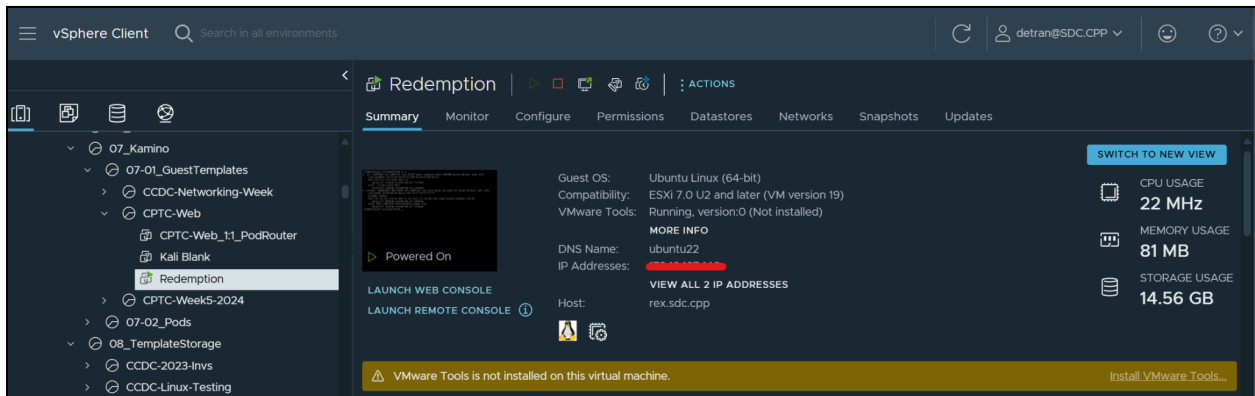 vSphere Client
Search in all environments
detran@SDC.CPP
Redemption
ACTIONS
Summary Monitor Configure Permissions Datastores Networks Snapshots Updates
07_Kamino
07-01_GuestTemplates
CCDC-Networking-Week
CPTC-Web
CPTC-Web_1:1_PodRouter
Kali Blank
Redemption
CPTC-Week5-2024
07-02_Pods
08_TemplateStorage
CCDC-2023-Invs
CCDC-Linux-Testing
SWITCH TO NEW VIEW
Powered On
LAUNCH WEB CONSOLE
LAUNCH REMOTE CONSOLE
Guest OS: Ubuntu Linux (64-bit)
Compatibility: ESXi 7.0 U2 and later (VM version 19)
VMware Tools: Running, version:0 (Not installed)
MORE INFO
DNS Name: ubuntu22
IP Addresses:
VIEW ALL 2 IP ADDRESSES
Host: rex.sdc.cpp
CPU USAGE
22 MHz
MEMORY USAGE
81 MB
STORAGE USAGE
14.56 GB
VMware Tools is not installed on this virtual machine.
Install VMware Tools...